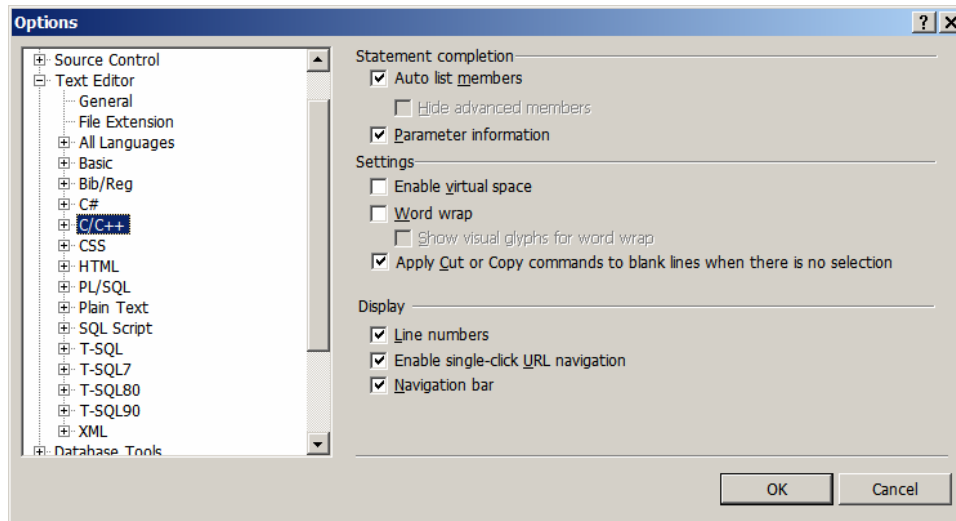 Options
Source Control
Text Editor
General
File Extension
All Languages
Basic
Bib/Reg
C#
C/C++
CSS
HTML
PL/SQL
Plain Text
SQL Script
T-SQL
T-SQL7
T-SQL80
T-SQL90
XML
Database Tools
Statement completion
Auto list members
Hide advanced members
Parameter information
Settings
Enable virtual space
Word wrap
Show visual glyphs for word wrap
Apply Cut or Copy commands to blank lines when there is no selection
Display
Line numbers
Enable single-click URL navigation
Navigation bar
OK Cancel